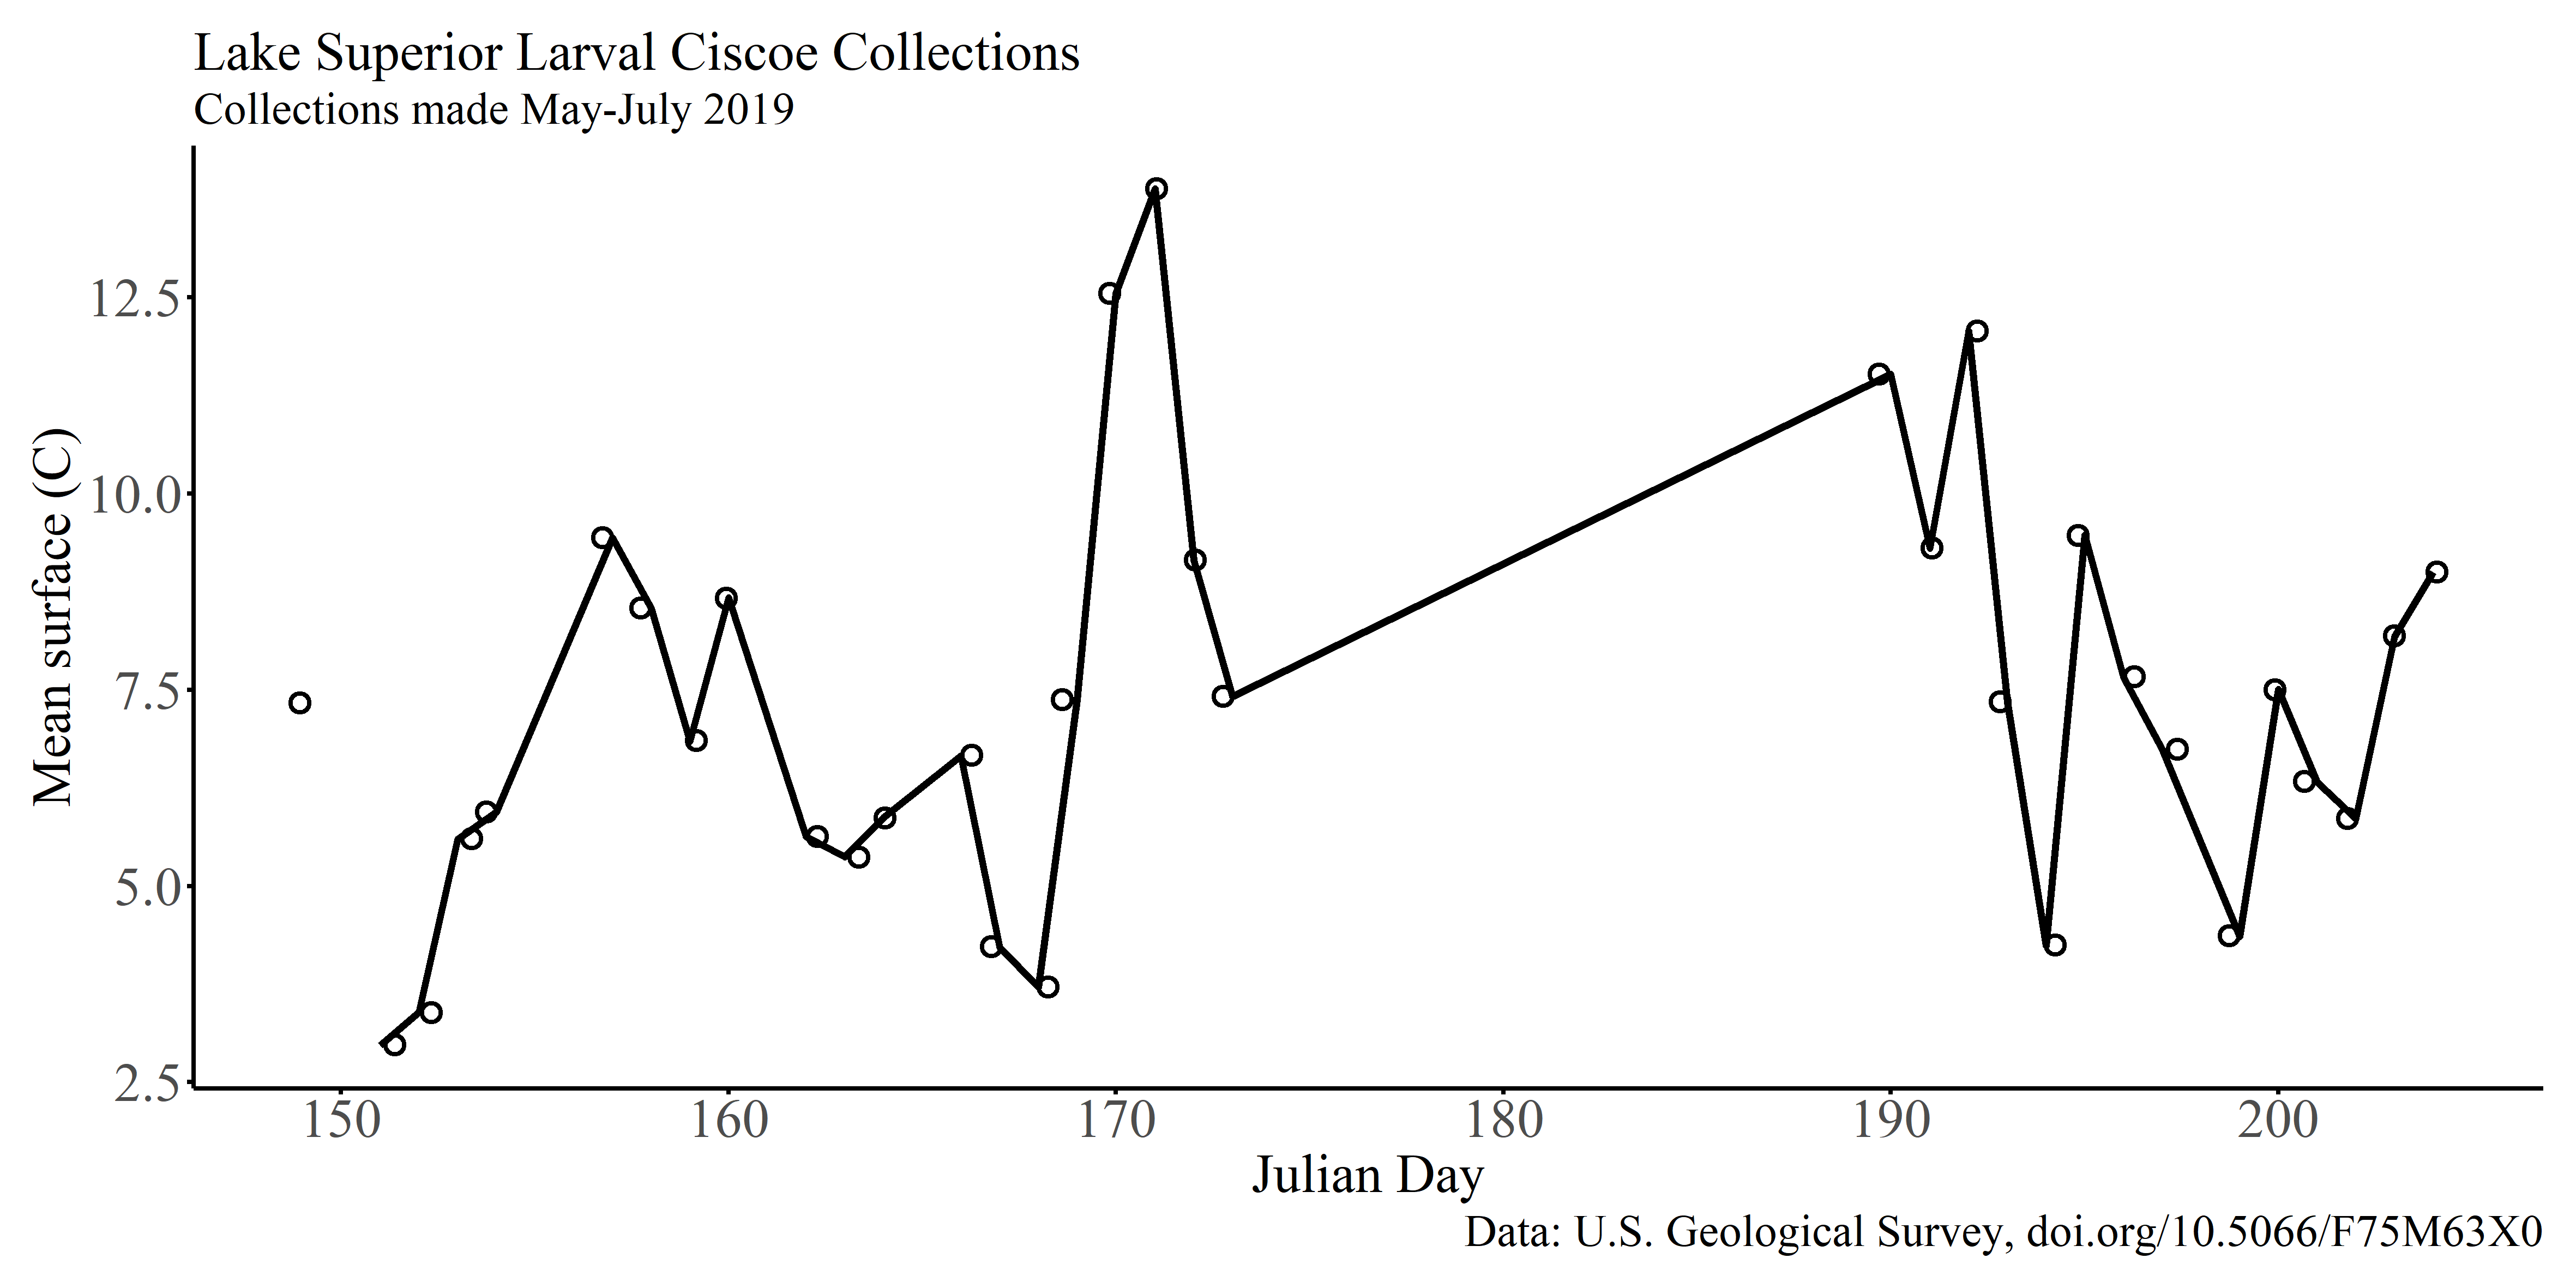 Lake Superior Larval Ciscoe Collections
Collections made May-July 2019
Mean surface (C)
12.5
10.0
7.5
5.0
2.5
150 160 170 180 190 200
Julian Day
Data: U.S. Geological Survey, doi.org/10.5066/F75M63X0